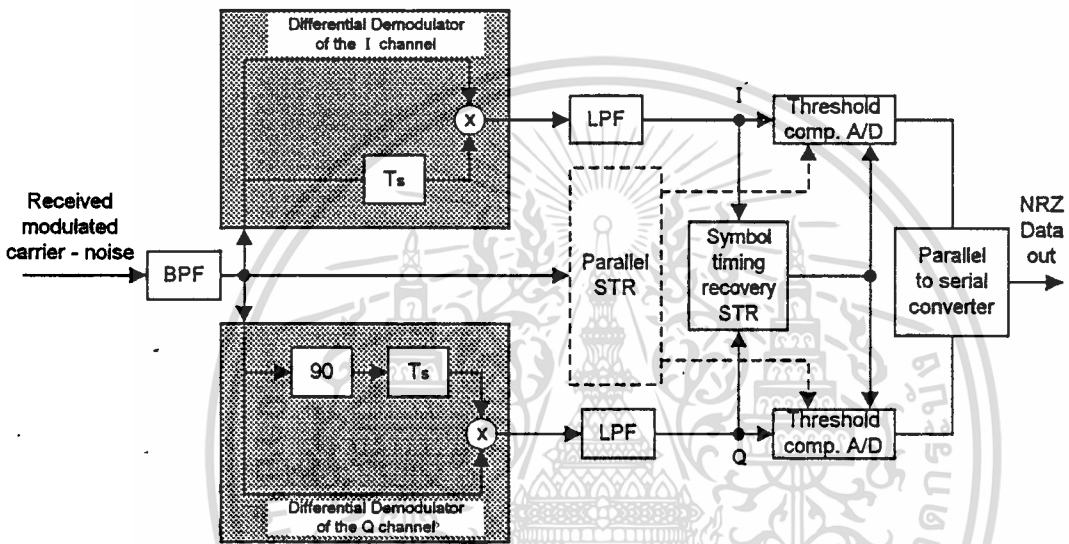 Differential Demodulator
of the I channel
X
Ts
LPF
I
Threshold
comp. A/D
Received
modulated
carrier - noise
BPF
Parallel
STR
Symbol
timing
recovery
STR
Parallel
to serial
converter
NRZ
Data
out
90
Ts
X
LPF
Q
Threshold
comp. A/D
Differential Demodulator
of the Q channel